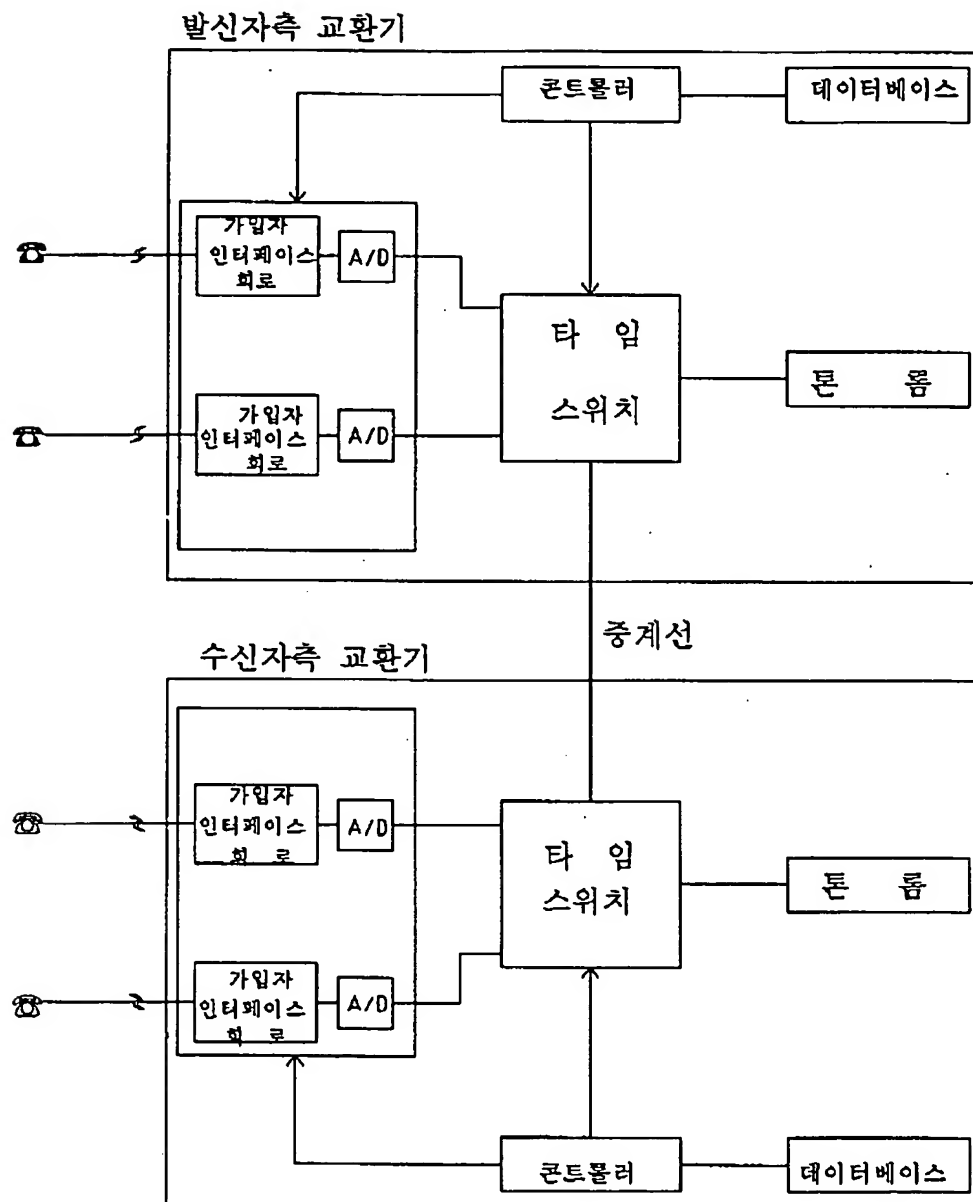 발신자측 교환기
콘트롤러
데이터베이스
가입자
인터페이스
회로
A/D
타 임
스위치
톤 롬
가입자
인터페이스
회로
A/D
중계선
수신자측 교환기
가입자
인터페이스
회 로
A/D
타 임
스위치
톤 롬
가입자
인터페이스
회 로
A/D
콘트롤러
데이터베이스